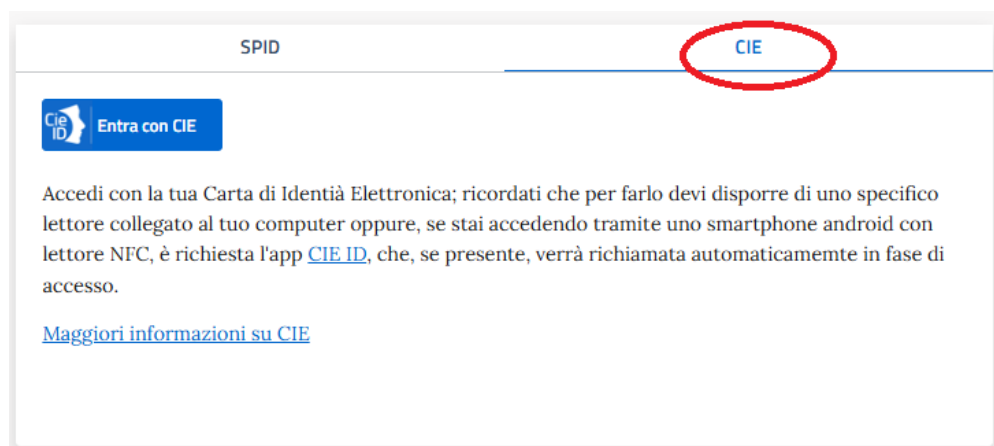 SPID
CIE
Cie
ID
Entra con CIE
Accedi con la tua Carta di Identià Elettronica; ricordati che per farlo devi disporre di uno specifico
lettore collegato al tuo computer oppure, se stai accedendo tramite uno smartphone android con
lettore NFC, è richiesta l'app CIE ID, che, se presente, verrà richiamata automaticamemte in fase di
accesso.
Maggiori informazioni su CIE